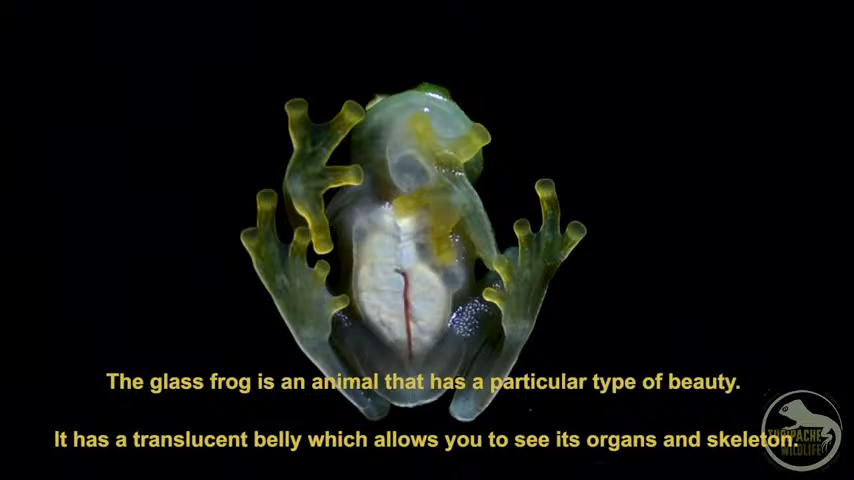 The glass frog is an animal that has a particular type of beauty.
It has a translucent belly which allows you to see its organs and skeleton.
WILDLIFE